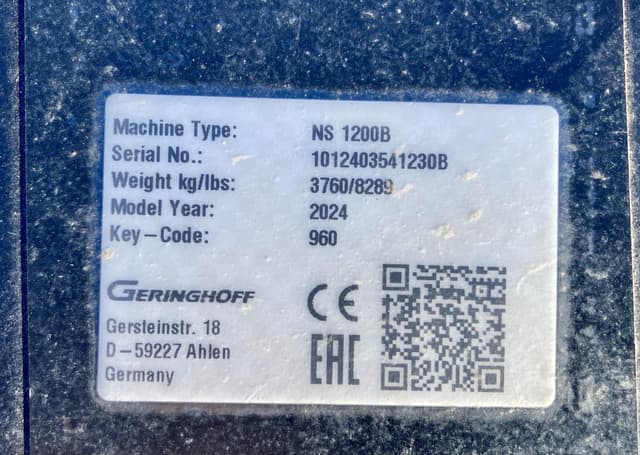 Machine Type: NS 1200B
Serial No.: 1012403541230B
Weight kg/lbs: 3760/8289
Model Year: 2024
Key-Code: 960
GERINGHOFF
Gersteinstr. 18
D-59227 Ahlen
Germany
CE
EAC